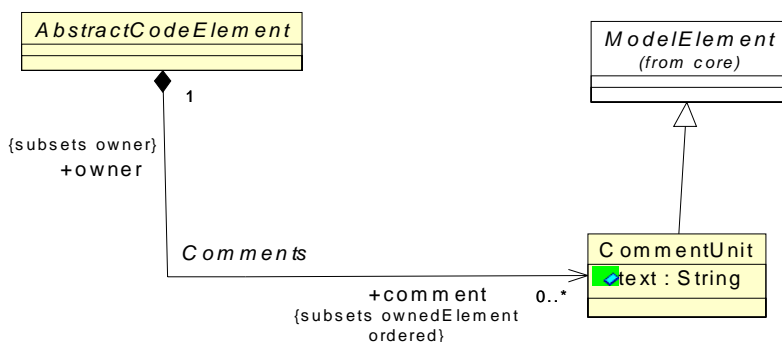 AbstractCodeElement
ModelElement
(from core)
1
{subsets owner}
+owner
Comments
CommentUnit
text : String
+comment
0..*
{subsets ownedElement
ordered}